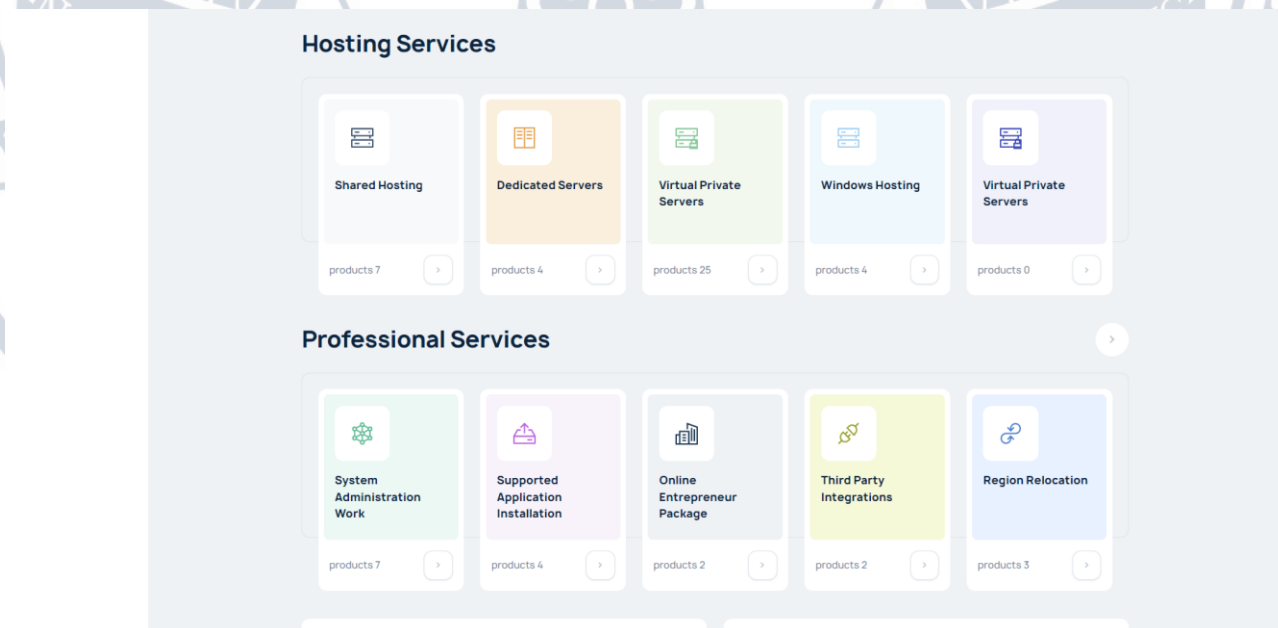 Hosting Services
Shared Hosting
Dedicated Servers
Virtual Private
Servers
Windows Hosting
Virtual Private
Servers
products 7
products 4
products 25
products 4
products 0
Professional Services
System
Administration
Work
Supported
Application
Installation
Online
Entrepreneur
Package
Third Party
Integrations
Region Relocation
products 7
products 4
products 2
products 2
products 3